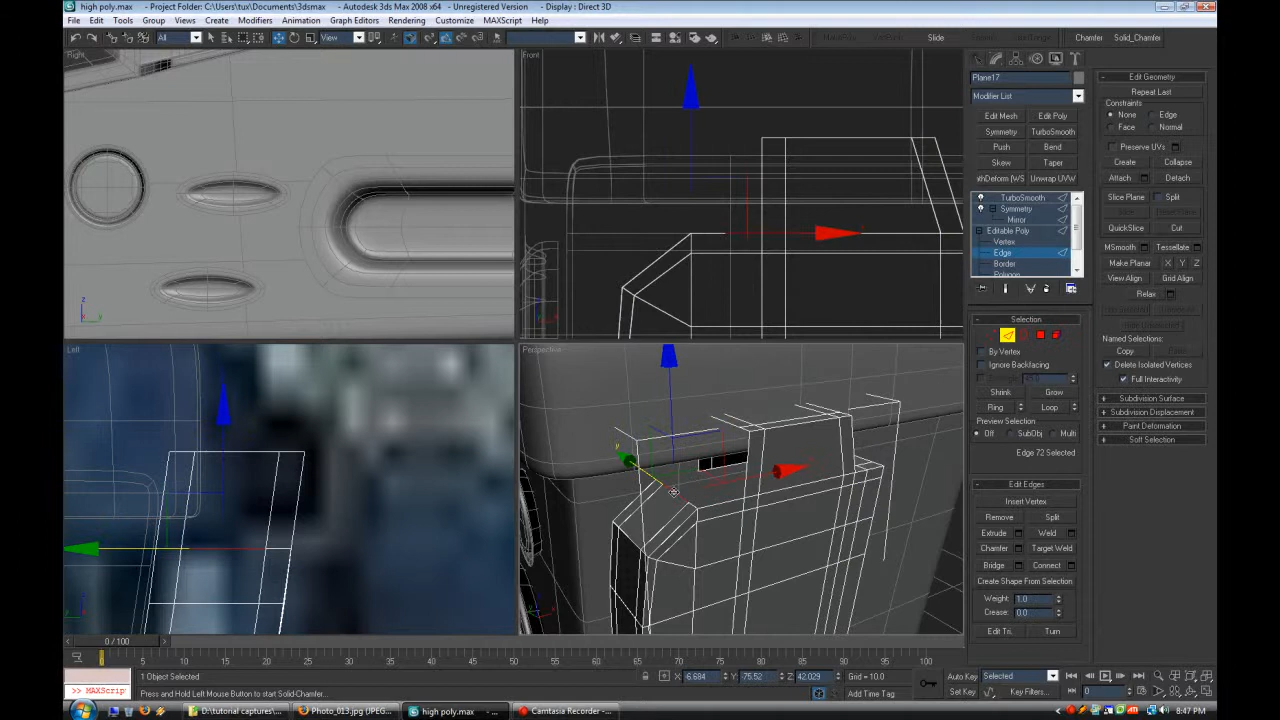 high poly.max - Project Folder: C:\Users\tux\Documents\3dsmax - Autodesk 3ds Max 2008 x64 - Unregistered Version - Display : Direct 3D
File Edit Tools Group Views Create Modifiers Animation Graph Editors Rendering Customize MAXScript Help
All View Slide Chamfer Solid_Chamfer
Right
Front
Left
Perspective
Plane17
Modifier List
Edit Mesh Edit Poly
Symmetry TurboSmooth
Push Bend
Skew Taper
ythDeform (WS Unwrap UVW
TurboSmooth
Symmetry
Mirror
Editable Poly
Vertex
Edge
Border
Polygon
Selection
By Vertex
Ignore Backfacing
Shrink Grow
Ring Loop
Preview Selection
Off SubObj Multi
Edge 72 Selected
Edit Edges
Insert Vertex
Remove Split
Extrude Weld
Chamfer Target Weld
Bridge Connect
Create Shape From Selection
Weight: 1.0
Crease: 0.0
Edit Tri. Turn
Edit Geometry
Repeat Last
Constraints
None Edge
Face Normal
Preserve UVs
Create Collapse
Attach Detach
Slice Plane Split
QuickSlice Cut
MSmooth Tessellate
Make Planar X Y Z
View Align Grid Align
Relax
Named Selections:
Copy
Delete Isolated Vertices
Full Interactivity
Subdivision Surface
Subdivision Displacement
Paint Deformation
Soft Selection
0 / 100
0 5 10 15 20 25 30 35 40 45 50 55 60 65 70 75 80 85 90 95 100
1 Object Selected X: 6.684 Y: 75.52 Z: 42.029 Grid = 10.0 Auto Key Selected
>> MAXScrip Press and Hold Left Mouse Button to start Solid-Chamfer Add Time Tag Set Key Key Filters... 0
D:\tutorial captures... Photo_013.jpg (JPEG... high poly.max - ... Camtasia Recorder -... 8:47 PM